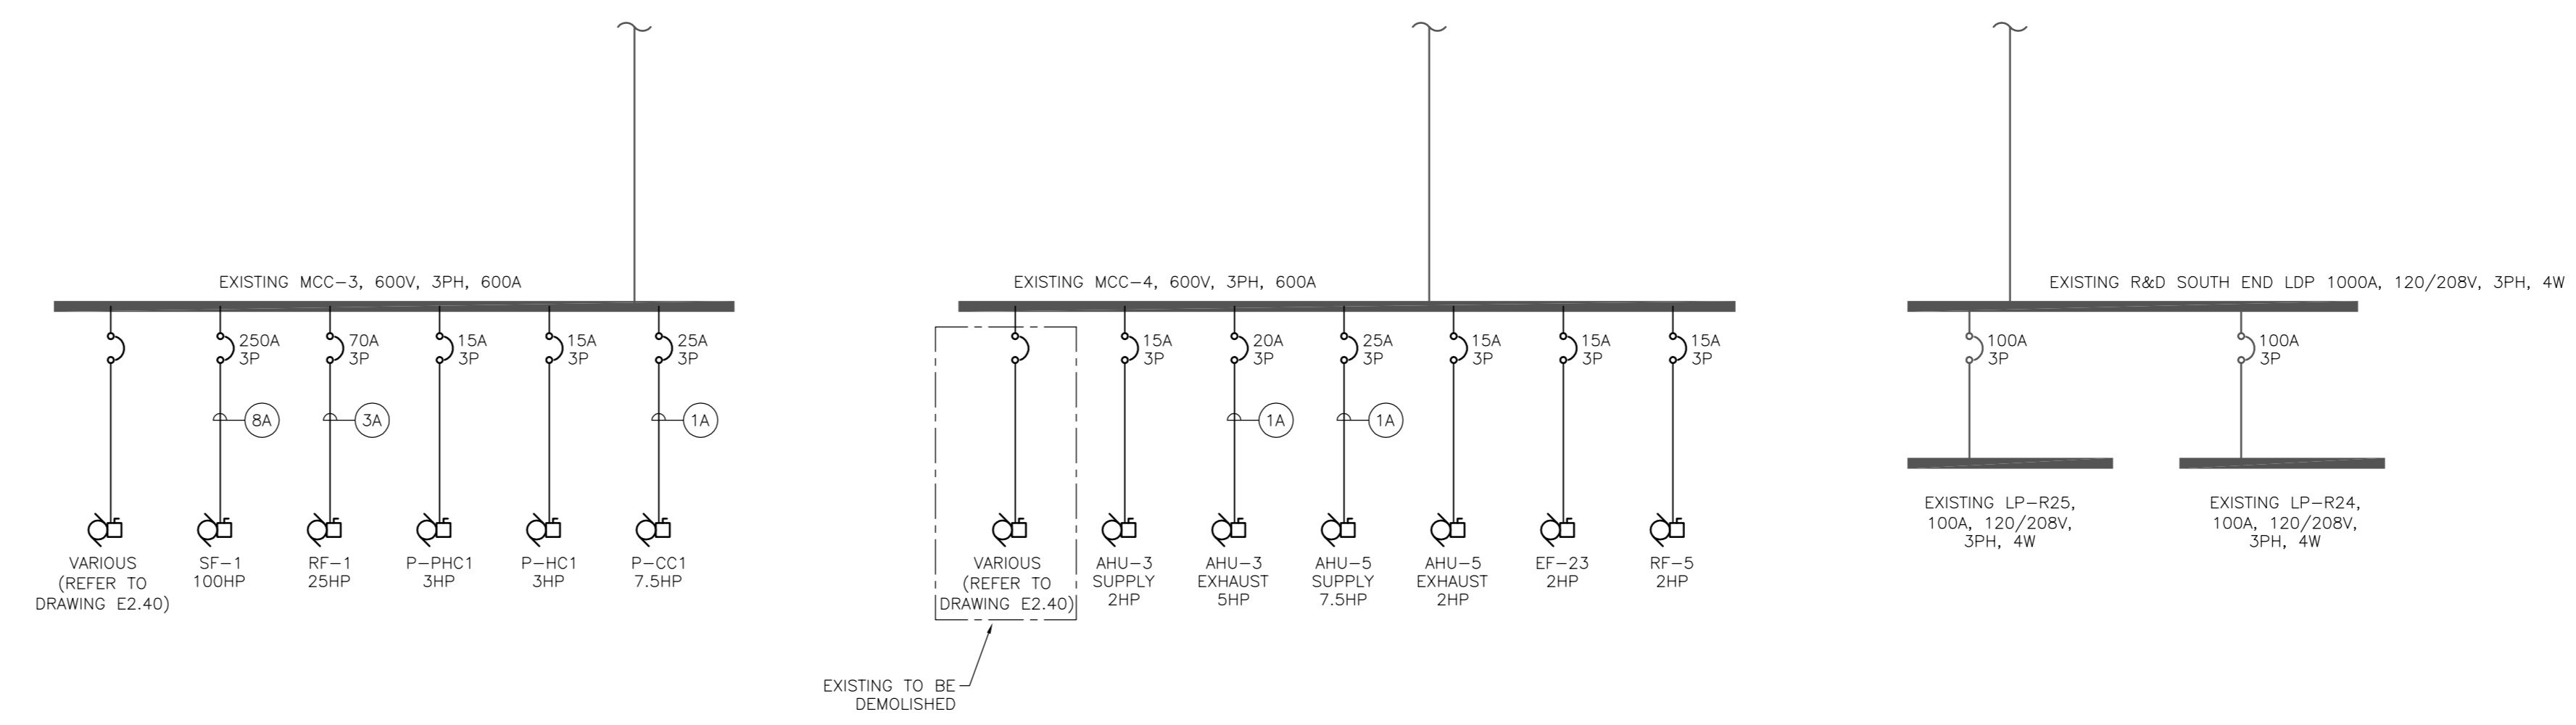 EXISTING MCC-3, 600V, 3PH, 600A
250A
3P
70A
3P
15A
3P
15A
3P
25A
3P
8A
3A
1A
VARIOUS
(REFER TO
DRAWING E2.40)
SF-1
100HP
RF-1
25HP
P-PHC1
3HP
P-HC1
3HP
P-CC1
7.5HP
EXISTING MCC-4, 600V, 3PH, 600A
15A
3P
20A
3P
25A
3P
15A
3P
15A
3P
15A
3P
1A
1A
VARIOUS
(REFER TO
DRAWING E2.40)
AHU-3
SUPPLY
2HP
AHU-3
EXHAUST
5HP
AHU-5
SUPPLY
7.5HP
AHU-5
EXHAUST
2HP
EF-23
2HP
RF-5
2HP
EXISTING TO BE
DEMOLISHED
EXISTING R&D SOUTH END LDP 1000A, 120/208V, 3PH, 4W
100A
3P
100A
3P
EXISTING LP-R25,
100A, 120/208V,
3PH, 4W
EXISTING LP-R24,
100A, 120/208V,
3PH, 4W